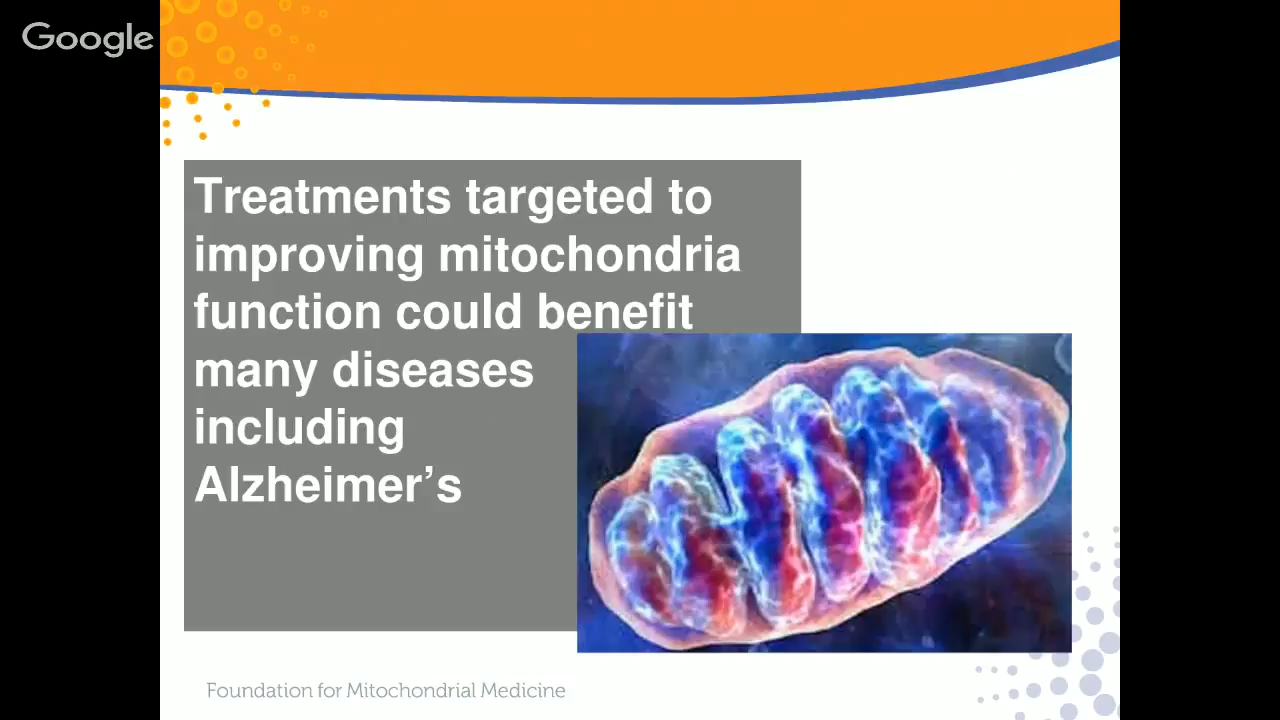 Google
Treatments targeted to
improving mitochondria
function could benefit
many diseases
including
Alzheimer’s
Foundation for Mitochondrial Medicine